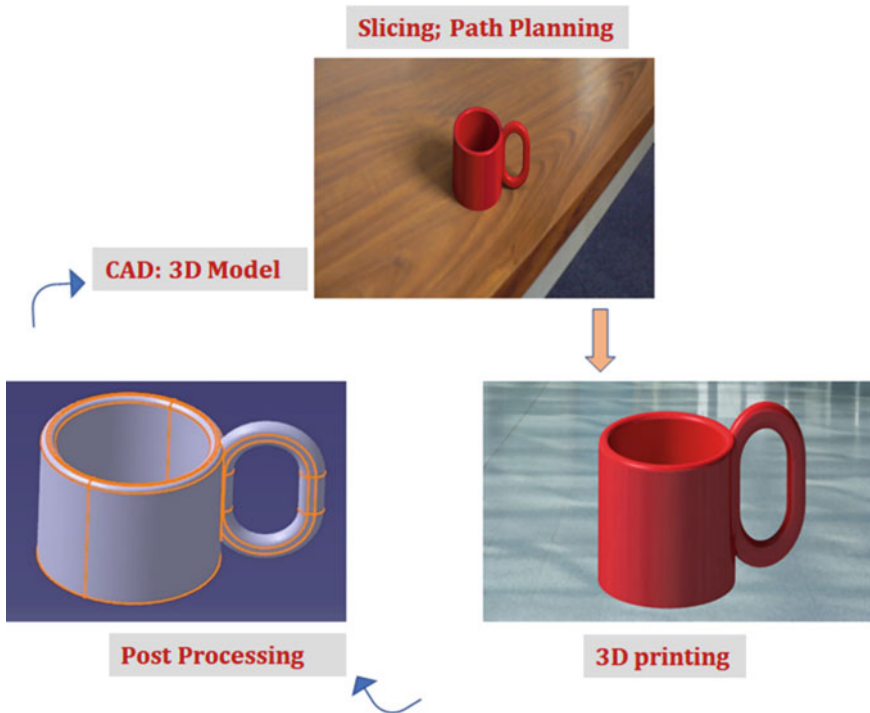 Slicing; Path Planning
CAD: 3D Model
Post Processing
3D printing